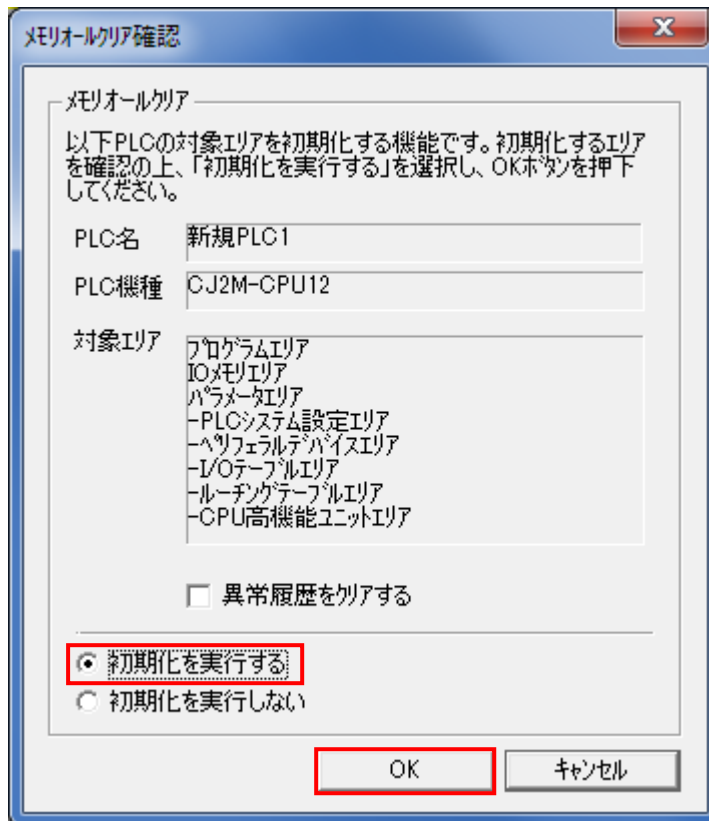 メモリオールクリア確認
メモリオールクリア
以下PLCの対象エリアを初期化する機能です。初期化するエリア
を確認の上、「初期化を実行する」を選択し、OKボタンを押下
してください。
PLC名 新規PLC1
PLC機種 CJ2M-CPU12
対象エリア
プログラムエリア
IOメモリエリア
パラメータエリア
-PLCシステム設定エリア
-ペリフェラルデバイスエリア
-I/Oテーブルエリア
-ルーチングテーブルエリア
-CPU高機能ユニットエリア
異常履歴をクリアする
初期化を実行する
初期化を実行しない
OK キャンセル